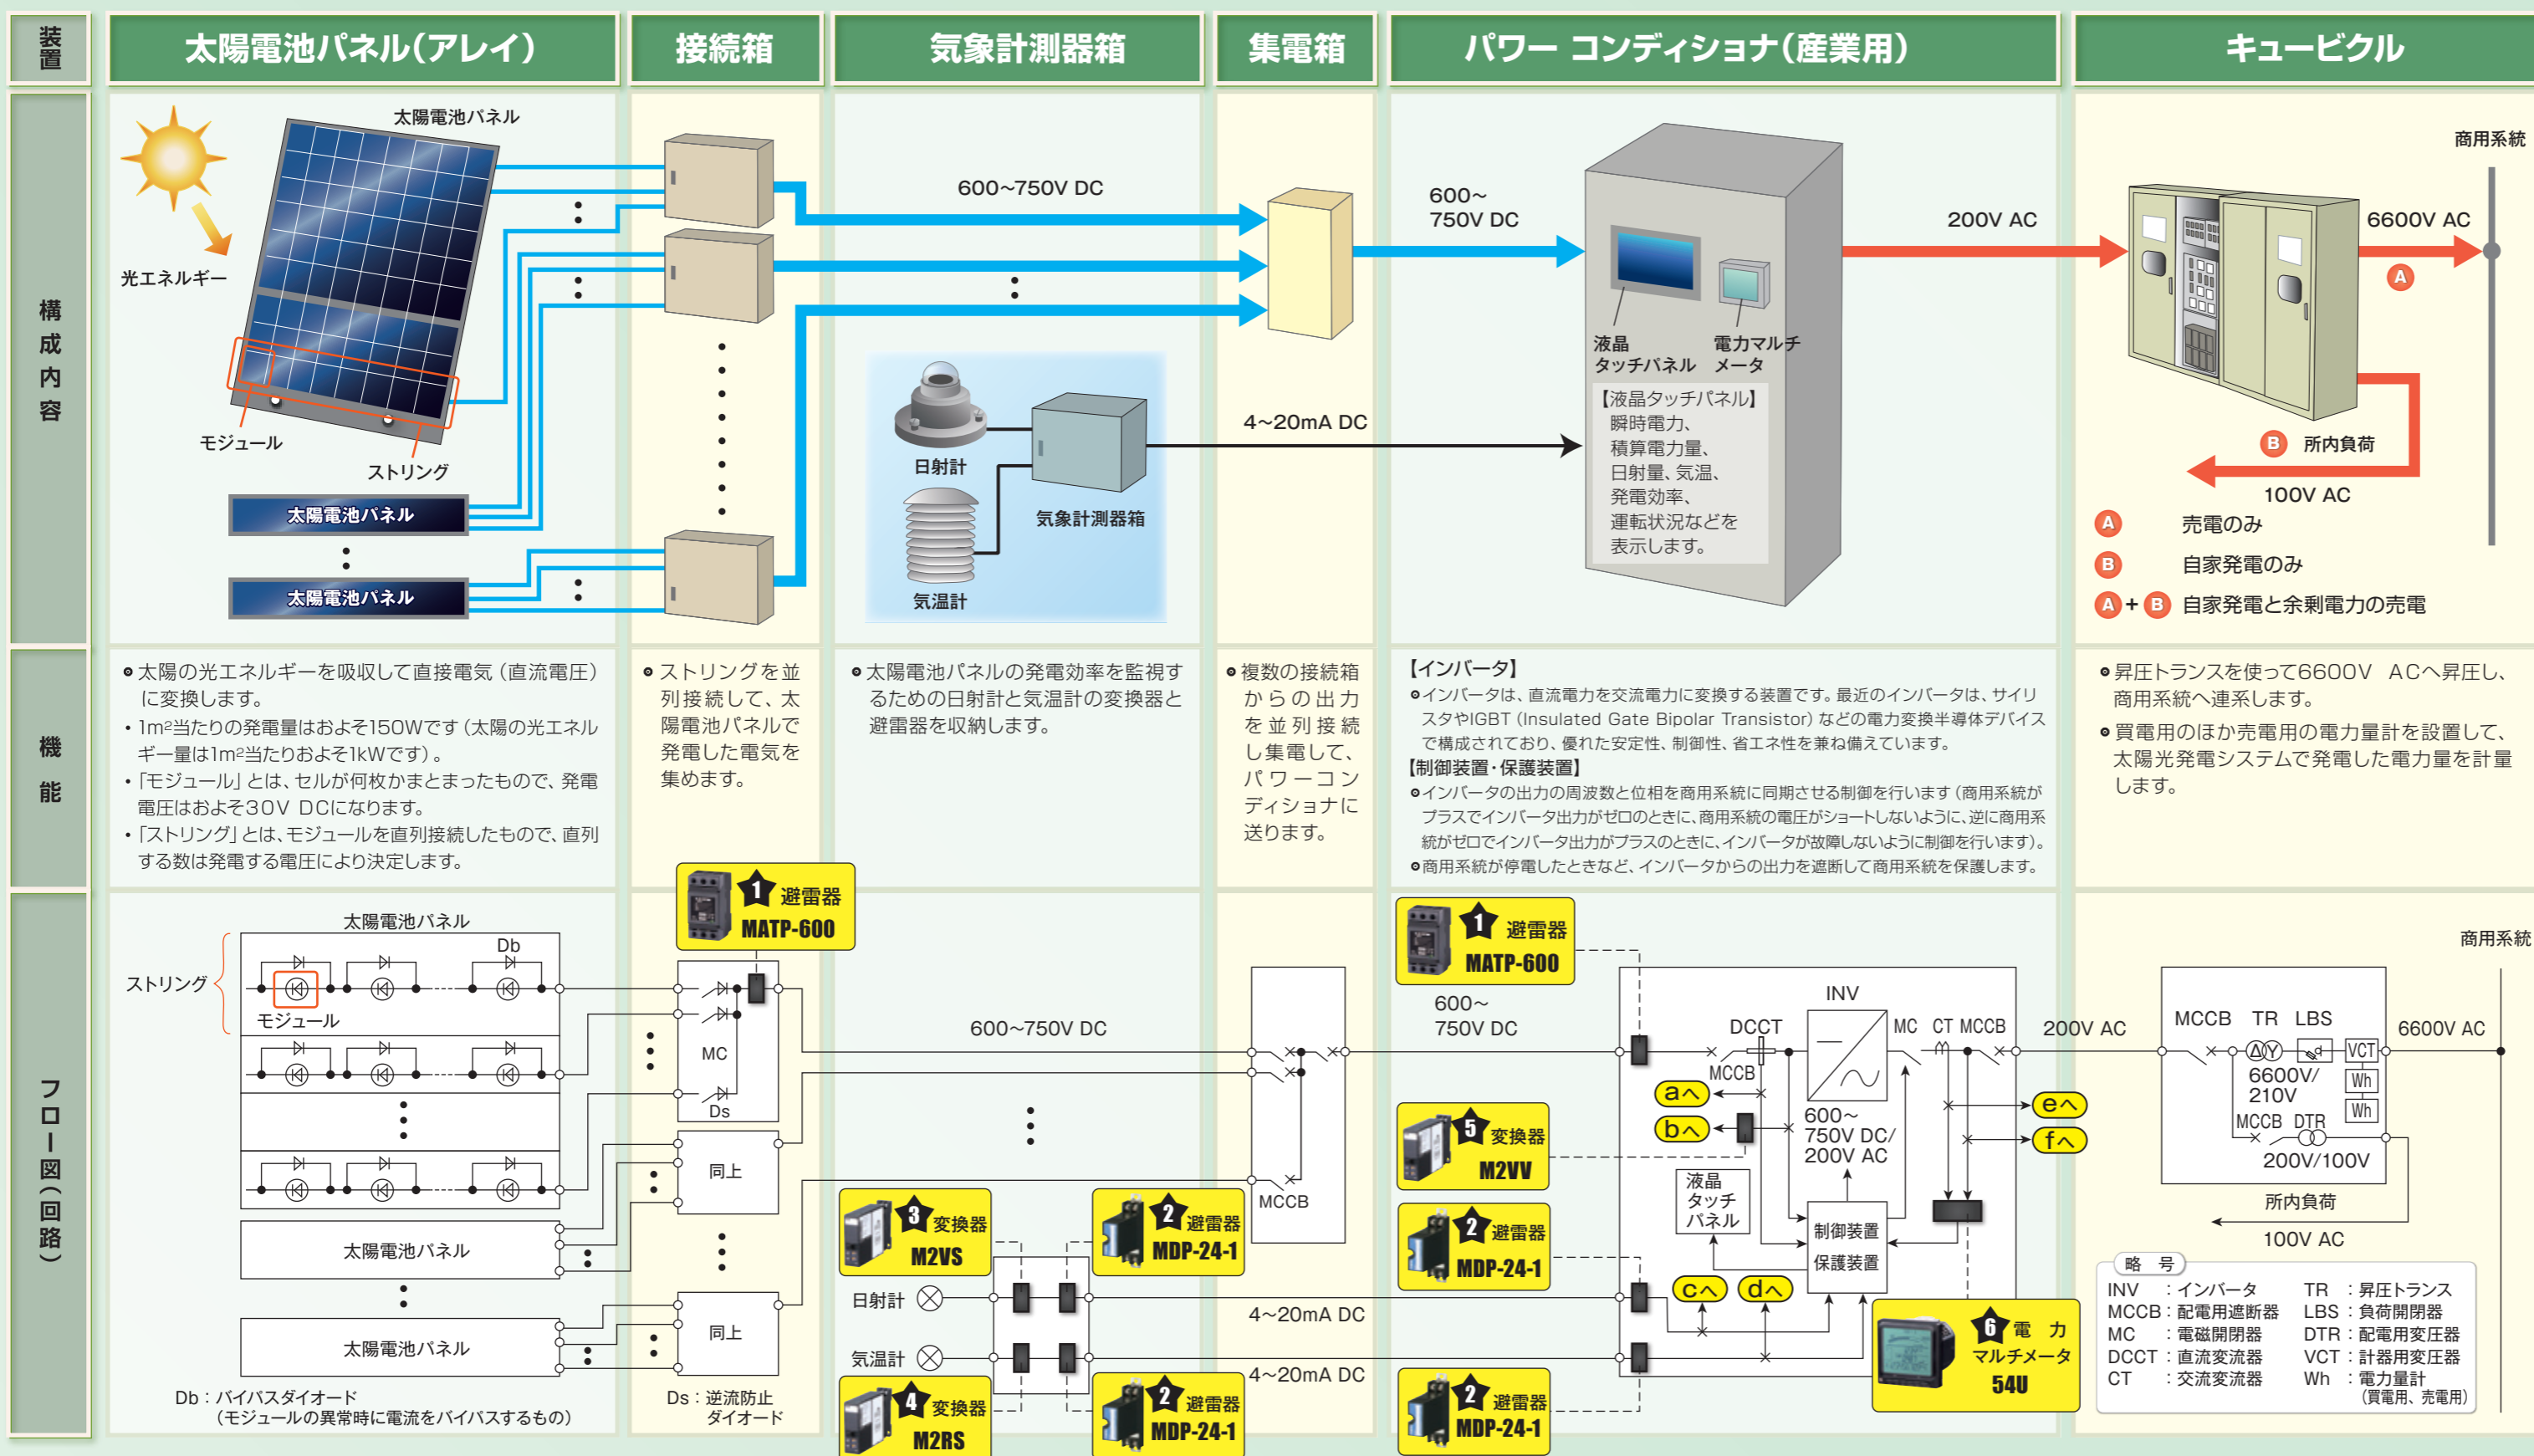 装置
太陽電池パネル(アレイ)
接続箱
気象計測器箱
集電箱
パワー コンディショナ(産業用)
キュービクル
構成内容
太陽電池パネル
光エネルギー
モジュール
ストリング
太陽電池パネル
太陽電池パネル
600~750V DC
日射計
気温計
気象計測器箱
4~20mA DC
600~
750V DC
液晶
タッチパネル
電力マルチ
メータ
【液晶タッチパネル】
瞬時電力、
積算電力量、
日射量、気温、
発電効率、
運転状況などを
表示します。
200V AC
商用系統
6600V AC
A
B 所内負荷
100V AC
A 売電のみ
B 自家発電のみ
A + B 自家発電と余剰電力の売電
機能
太陽の光エネルギーを吸収して直接電気(直流電圧)
に変換します。
・1m²当たりの発電量はおよそ150Wです(太陽の光エネル
ギー量は1m²当たりおよそ1kWです)。
・「モジュール」とは、セルが何枚かまとまったもので、発電
電圧はおよそ30V DCになります。
・「ストリング」とは、モジュールを直列接続したもので、直列
する数は発電する電圧により決定します。
ストリングを並
列接続して、太
陽電池パネルで
発電した電気を
集めます。
太陽電池パネルの発電効率を監視す
るための日射計と気温計の変換器と
避雷器を収納します。
複数の接続箱
からの出力
を並列接続
し集電して、
パワーコン
ディショナに
送ります。
【インバータ】
インバータは、直流電力を交流電力に変換する装置です。最近のインバータは、サイリ
スタやIGBT(Insulated Gate Bipolar Transistor)などの電力変換半導体デバイス
で構成されており、優れた安定性、制御性、省エネ性を兼ね備えています。
【制御装置・保護装置】
インバータの出力の周波数と位相を商用系統に同期させる制御を行います(商用系統が
プラスでインバータ出力がゼロのときに、商用系統の電圧がショートしないように、逆に商用系
統がゼロでインバータ出力がプラスのときに、インバータが故障しないように制御を行います)。
商用系統が停電したときなど、インバータからの出力を遮断して商用系統を保護します。
昇圧トランスを使って6600V ACへ昇圧し、
商用系統へ連系します。
買電用のほか売電用の電力量計を設置して、
太陽光発電システムで発電した電力量を計量
します。
フロー図(回路)
太陽電池パネル
Db
ストリング
モジュール
太陽電池パネル
太陽電池パネル
Db:バイパスダイオード
(モジュールの異常時に電流をバイパスするもの)
1 避雷器
MATP-600
MC
Ds
同上
同上
Ds:逆流防止
ダイオード
600~750V DC
3 変換器
M2VS
2 避雷器
MDP-24-1
日射計
気温計
4 変換器
M2RS
2 避雷器
MDP-24-1
MCCB
4~20mA DC
4~20mA DC
1 避雷器
MATP-600
600~
750V DC
5 変換器
M2VV
2 避雷器
MDP-24-1
2 避雷器
MDP-24-1
INV
DCCT
MC CT MCCB
MCCB
aへ
bへ
600~
750V DC/
200V AC
eへ
fへ
液晶
タッチ
パネル
制御装置
保護装置
cへ
dへ
6 電力
マルチメータ
54U
200V AC
商用系統
MCCB TR LBS
6600V AC
Δ Y
VCT
Wh
Wh
6600V/
210V
MCCB DTR
200V/100V
所内負荷
100V AC
略号
INV :インバータ
MCCB:配電用遮断器
MC :電磁開閉器
DCCT:直流変流器
CT :交流変流器
TR :昇圧トランス
LBS:負荷開閉器
DTR:配電用変圧器
VCT:計器用変圧器
Wh :電力量計
(買電用、売電用)